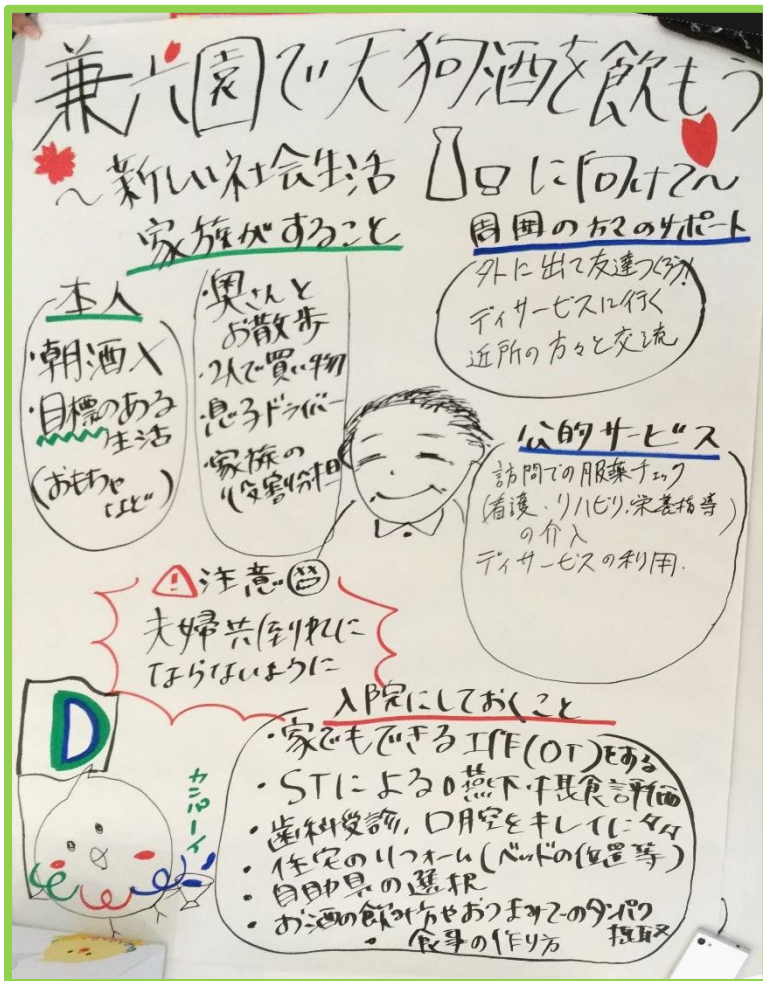 兼六園で天狗酒を飲もう
〜新しい社会生活
に向けて〜
家族がすること
本人
・朝酒×
・目標のある
生活
(おもちゃ
など)
・奥さんと
お散歩
・2人で買い物
・息子ドライバー
・家族の
役割分担
周囲の方々のサポート
外に出て友達つくろう!
デイサービスに行く
近所の方々と交流
公的サービス
訪問での服薬チェック
(看護・リハビリ・栄養指導)
の介入
デイサービスの利用.
注意
夫婦共倒れに
ならないように
D
カンパーイ
入院にしておくこと
・家でもできる工作(OT)をする
・STによる嚥下・摂食評価
・歯科受診、口腔をキレイに
・住宅のリフォーム(ベッドの位置等)
・自助具の選択
・お酒の飲み方やおつまみでのタンパク
摂取
・食事の作り方